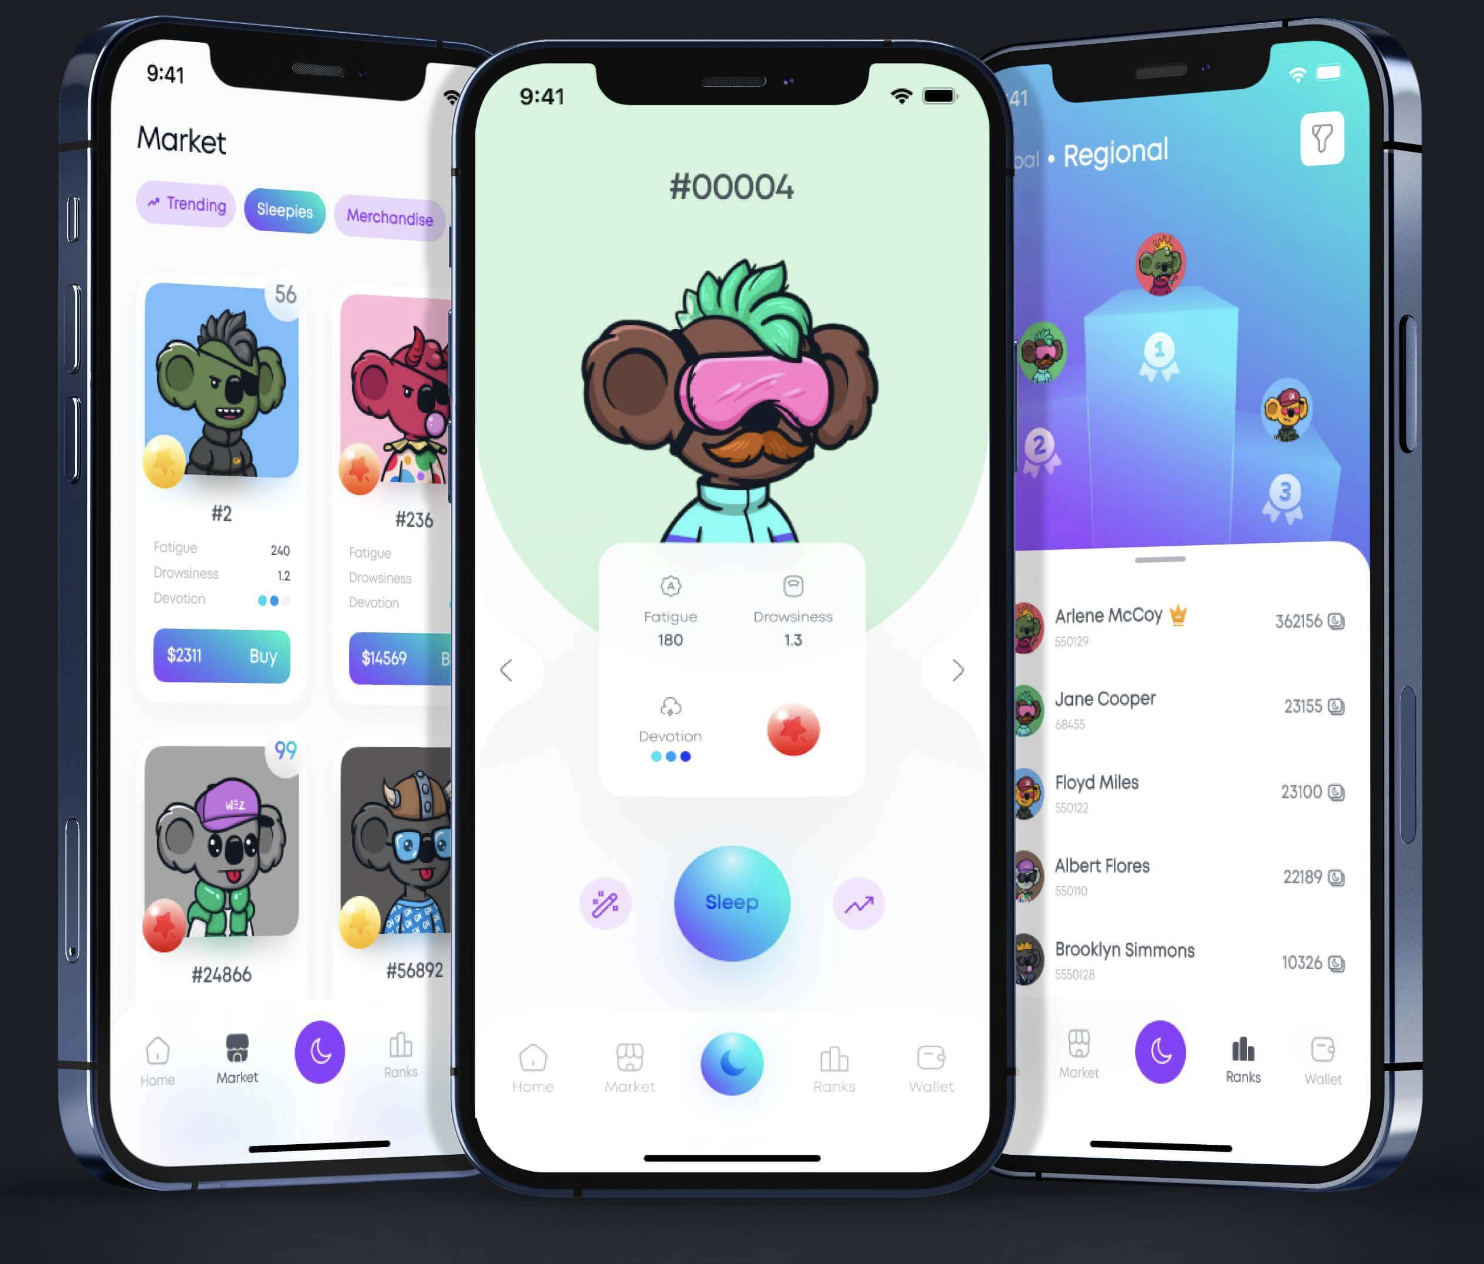 9:41
Market
Trending
Sleepies
Merchandise
56
#2
Fatigue 240
Drowsiness 1.2
Devotion
$2311 Buy
#236
Fatigue
Drowsiness
Devotion
$14569 B
99
WΞZ
#24866
#56892
Home
Market
Ranks
9:41
#00004
A
Fatigue
180
Drowsiness
1.3
Devotion
Sleep
Home
Market
Ranks
Wallet
41
bal • Regional
1
2
3
Arlene McCoy
550129
362156
Jane Cooper
68455
23155
Floyd Miles
550122
23100
Albert Flores
550110
22189
Brooklyn Simmons
5550128
10326
Market
Ranks
Wallet